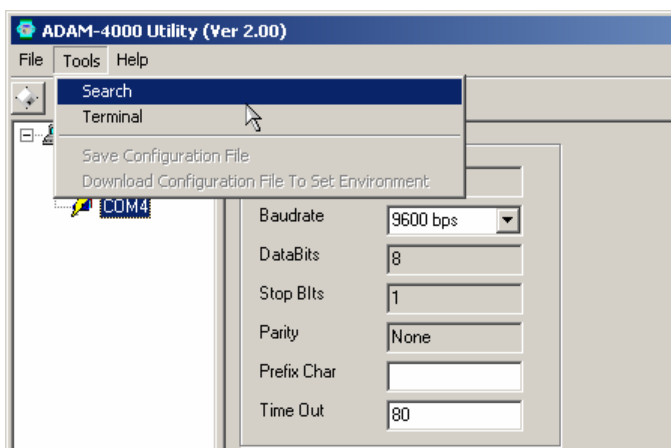 ADAM-4000 Utility (Ver 2.00)
File Tools Help
Search
Terminal
Save Configuration File
Download Configuration File To Set Environment
COM4
Baudrate 9600 bps
DataBits 8
Stop BIts 1
Parity None
Prefix Char
Time Out 80